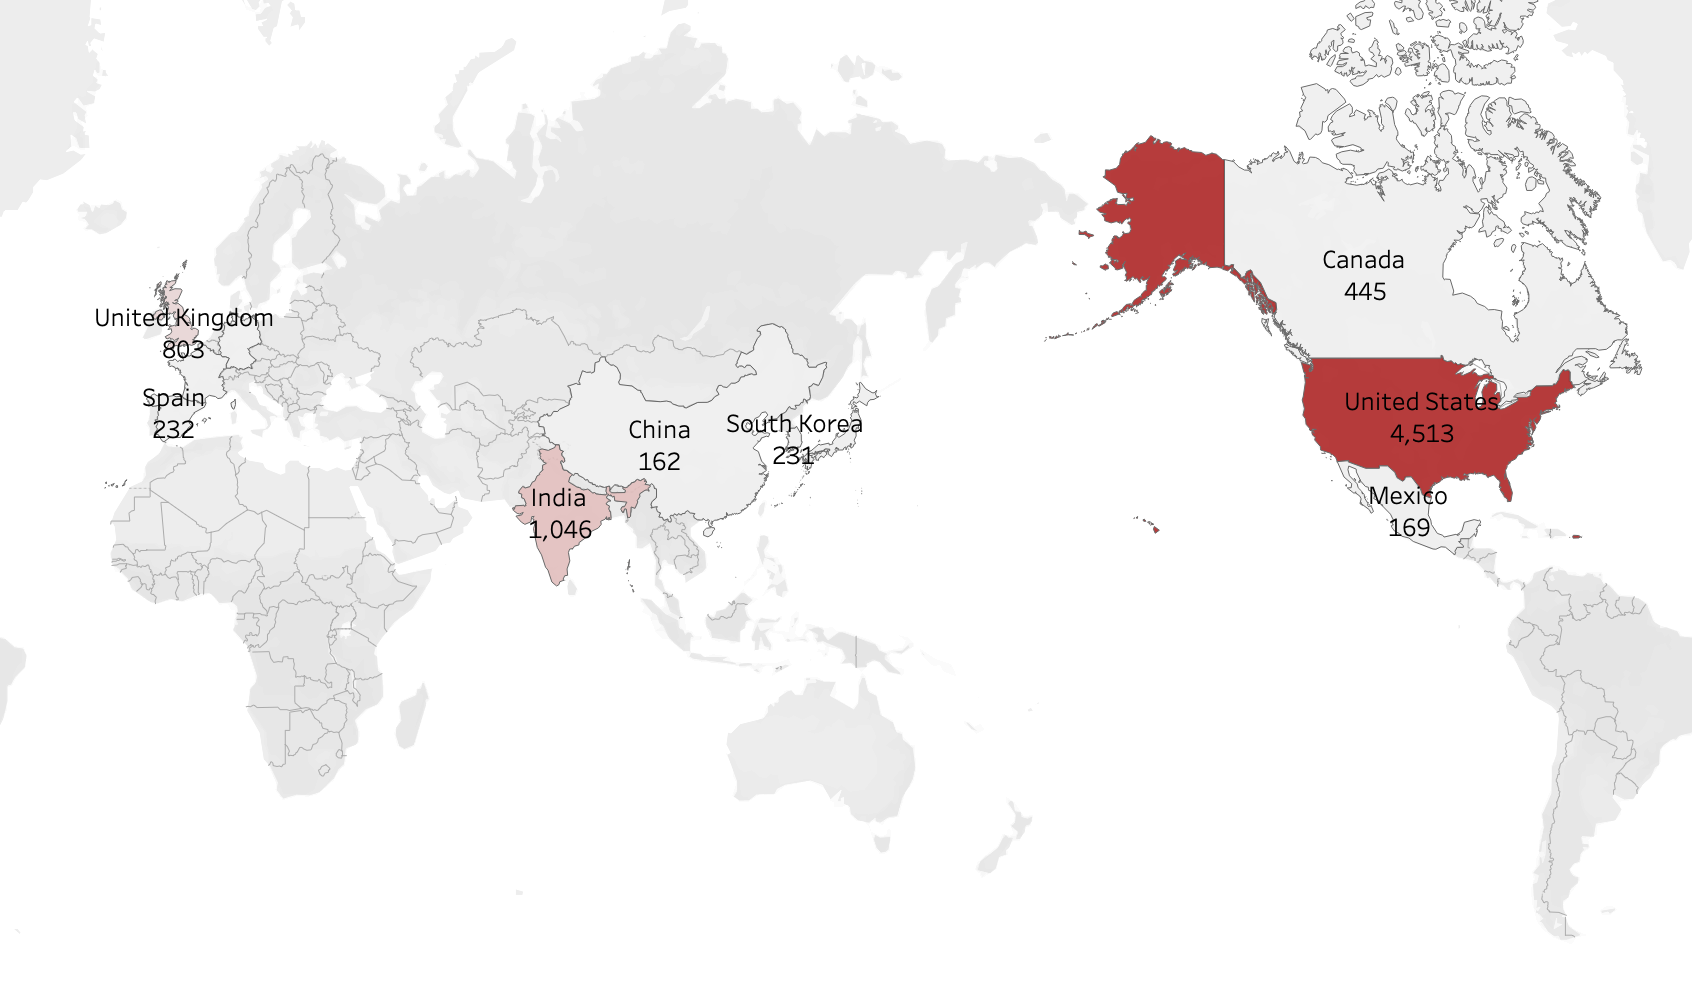 Canada
445
United Kingdom
803
Spain
232
United States
4,513
China
162
South Korea
231
India
1,046
Mexico
169